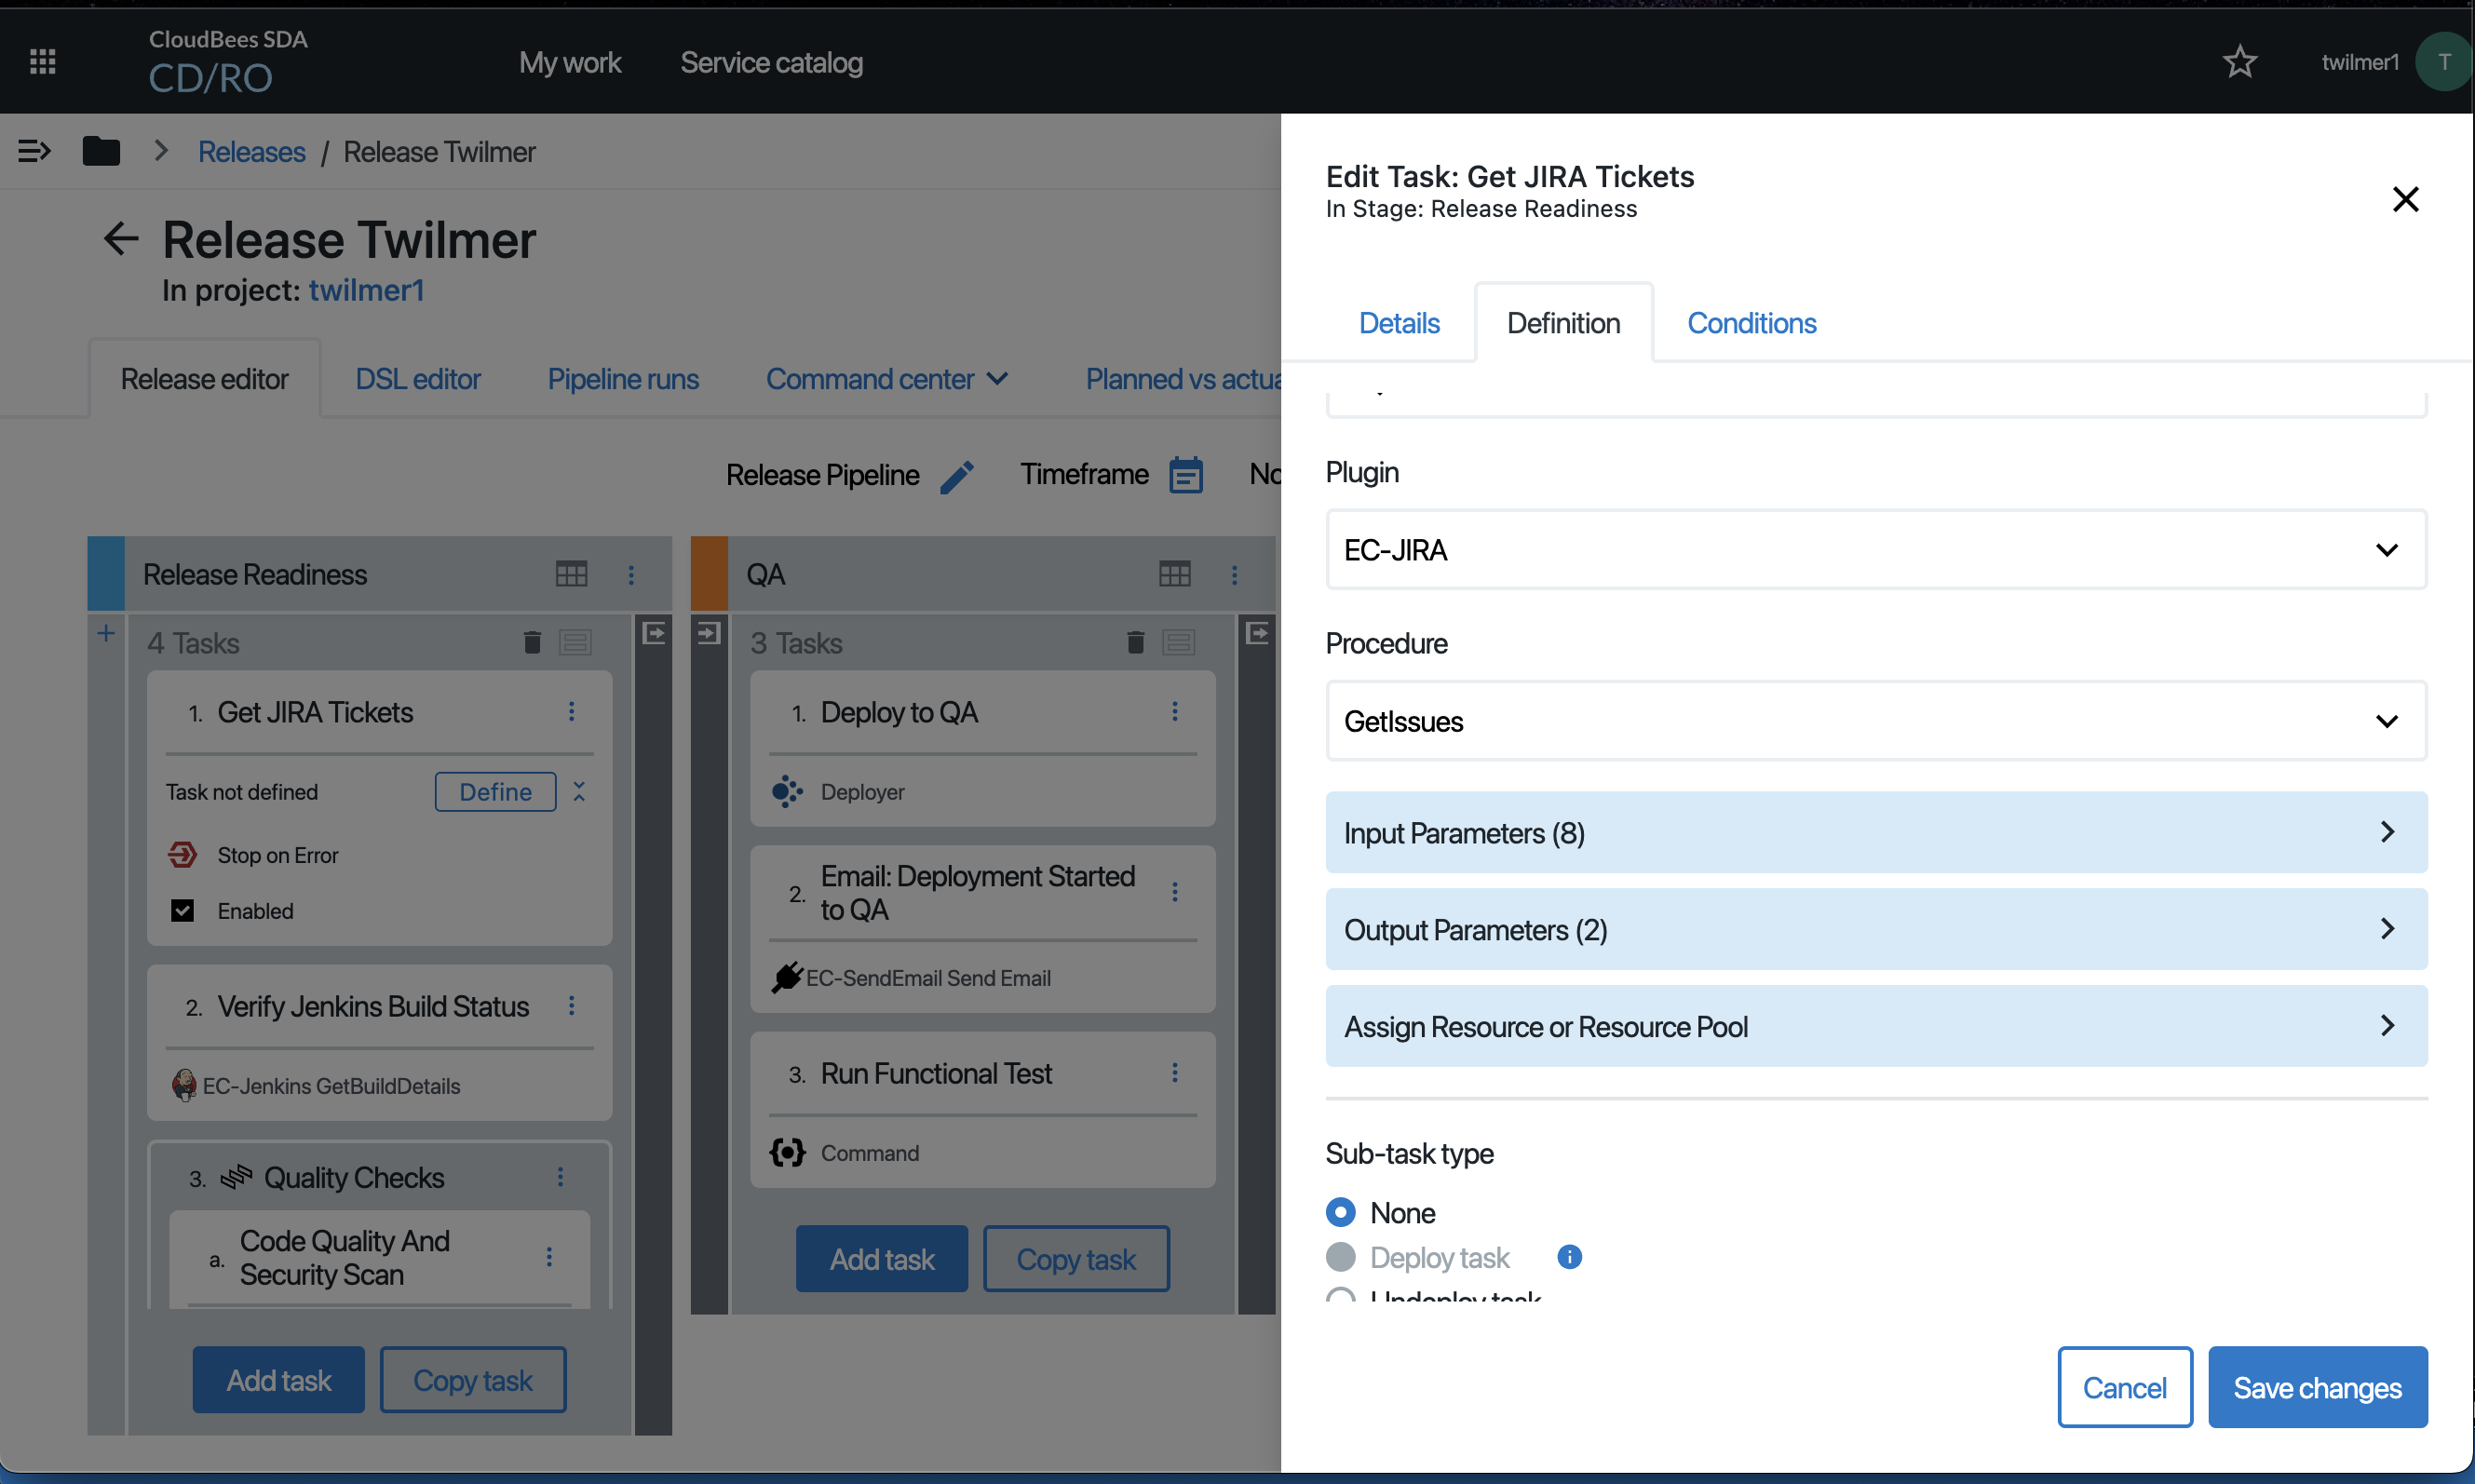 CloudBees SDA
CD/RO
My work
Service catalog
twilmer1
T
Releases / Release Twilmer
Release Twilmer
In project: twilmer1
Release editor
DSL editor
Pipeline runs
Command center
Planned vs actua
Release Pipeline
Timeframe
No
Release Readiness
4 Tasks
1. Get JIRA Tickets
Task not defined
Define
Stop on Error
Enabled
2. Verify Jenkins Build Status
EC-Jenkins GetBuildDetails
3. Quality Checks
a. Code Quality And
Security Scan
Add task
Copy task
QA
3 Tasks
1. Deploy to QA
Deployer
2. Email: Deployment Started
to QA
EC-SendEmail Send Email
3. Run Functional Test
Command
Add task
Copy task
Edit Task: Get JIRA Tickets
In Stage: Release Readiness
Details
Definition
Conditions
Plugin
EC-JIRA
Procedure
GetIssues
Input Parameters (8)
Output Parameters (2)
Assign Resource or Resource Pool
Sub-task type
None
Deploy task
Undeploy task
Cancel
Save changes